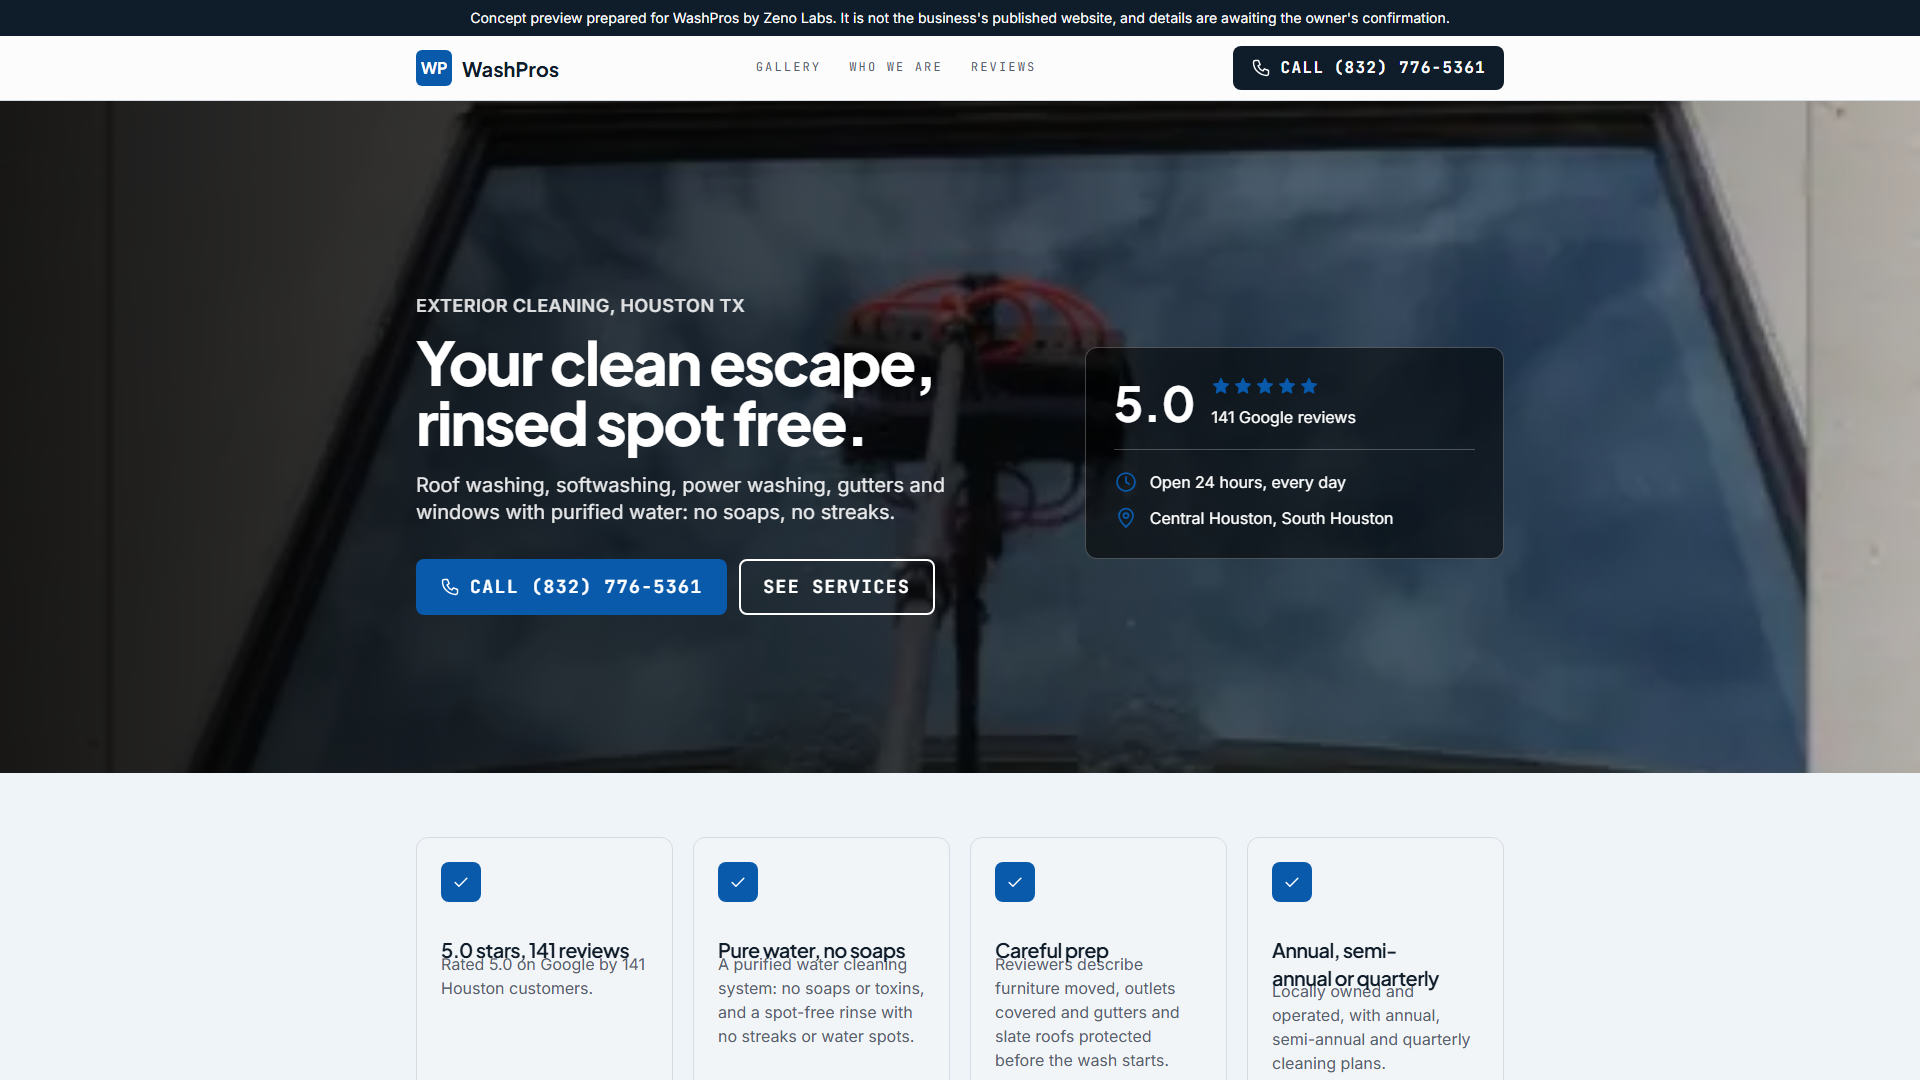 Concept preview prepared for WashPros by Zeno Labs. It is not the business's published website, and details are awaiting the owner's confirmation.
WP WashPros
GALLERY WHO WE ARE REVIEWS
CALL (832) 776-5361
EXTERIOR CLEANING, HOUSTON TX
Your clean escape,
rinsed spot free.
Roof washing, softwashing, power washing, gutters and
windows with purified water: no soaps, no streaks.
CALL (832) 776-5361
SEE SERVICES
5.0
141 Google reviews
Open 24 hours, every day
Central Houston, South Houston
5.0 stars, 141 reviews
Rated 5.0 on Google by 141
Houston customers.
Pure water, no soaps
A purified water cleaning
system: no soaps or toxins,
and a spot-free rinse with
no streaks or water spots.
Careful prep
Reviewers describe
furniture moved, outlets
covered and gutters and
slate roofs protected
before the wash starts.
Annual, semi-
annual or quarterly
Locally owned and
operated, with annual,
semi-annual and quarterly
cleaning plans.